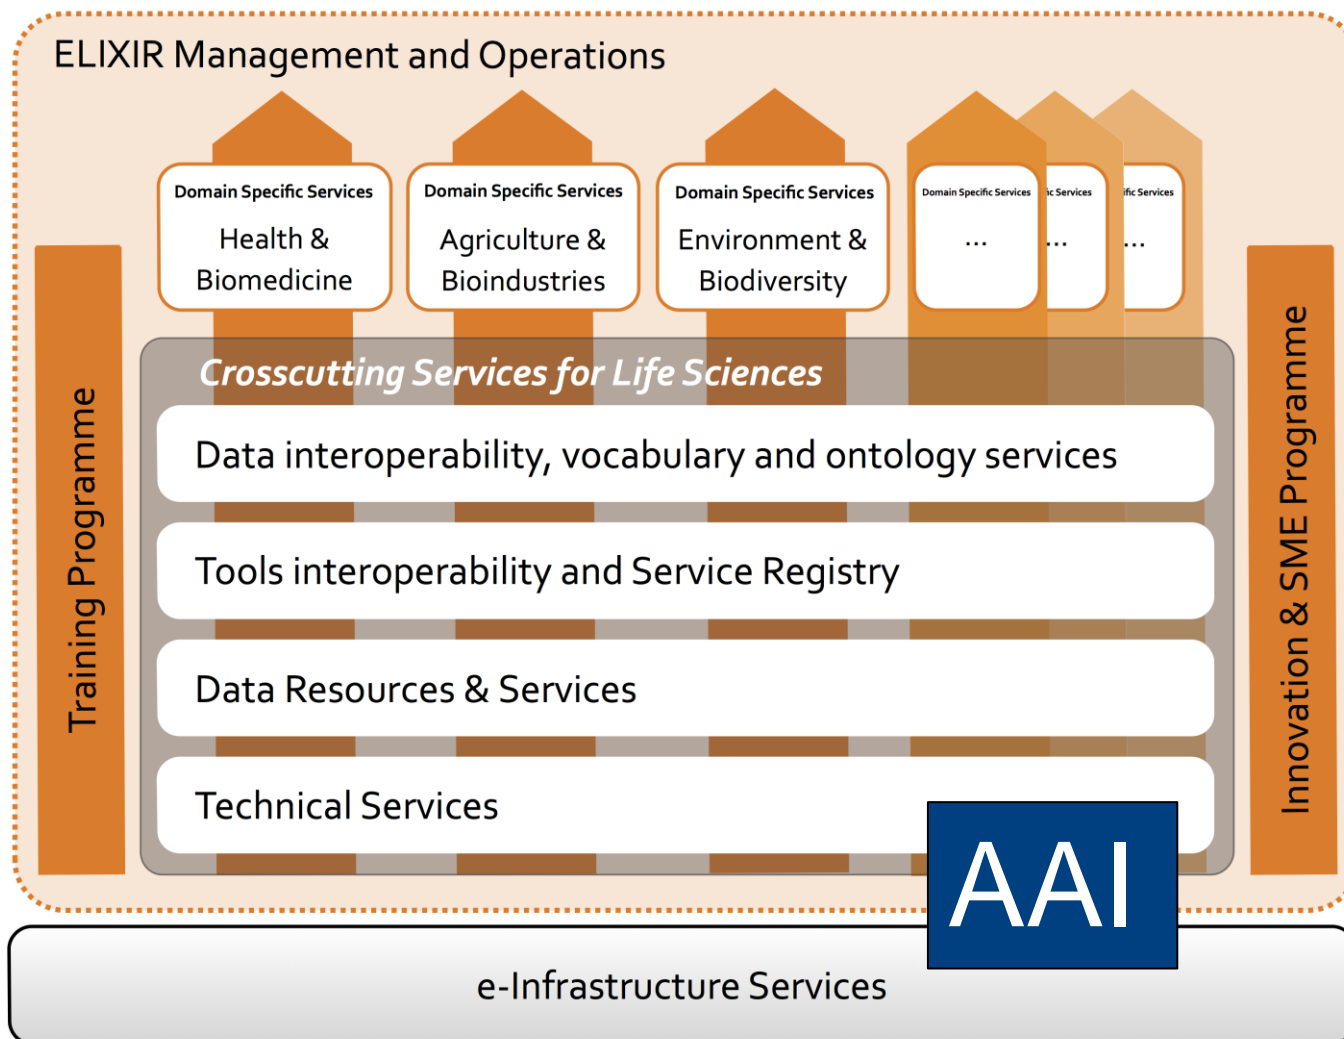 ELIXIR Management and Operations
Domain Specific Services
Health &
Biomedicine
Domain Specific Services
Agriculture &
Bioindustries
Domain Specific Services
Environment &
Biodiversity
Domain Specific Services
...
Services
...
Services
...
Training Programme
Crosscutting Services for Life Sciences
Data interoperability, vocabulary and ontology services
Tools interoperability and Service Registry
Data Resources & Services
Technical Services
Innovation & SME Programme
AAI
e-Infrastructure Services